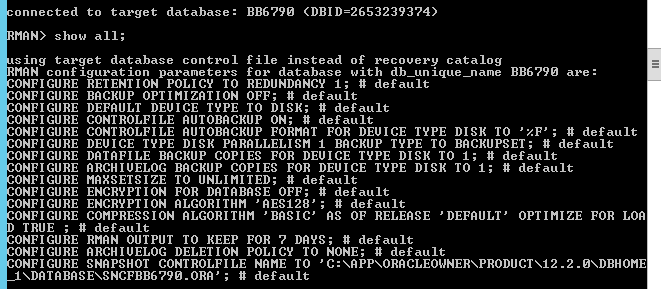 connected to target database: BB6790 (DBID=2653239374)
RMAN> show all;
using target database control file instead of recovery catalog
RMAN configuration parameters for database with db_unique_name BB6790 are:
CONFIGURE RETENTION POLICY TO REDUNDANCY 1; # default
CONFIGURE BACKUP OPTIMIZATION OFF; # default
CONFIGURE DEFAULT DEVICE TYPE TO DISK; # default
CONFIGURE CONTROLFILE AUTOBACKUP ON; # default
CONFIGURE CONTROLFILE AUTOBACKUP FORMAT FOR DEVICE TYPE DISK TO '%F'; # default
CONFIGURE DEVICE TYPE DISK PARALLELISM 1 BACKUP TYPE TO BACKUPSET; # default
CONFIGURE DATAFILE BACKUP COPIES FOR DEVICE TYPE DISK TO 1; # default
CONFIGURE ARCHIVELOG BACKUP COPIES FOR DEVICE TYPE DISK TO 1; # default
CONFIGURE MAXSETSIZE TO UNLIMITED; # default
CONFIGURE ENCRYPTION FOR DATABASE OFF; # default
CONFIGURE ENCRYPTION ALGORITHM 'AES128'; # default
CONFIGURE COMPRESSION ALGORITHM 'BASIC' AS OF RELEASE 'DEFAULT' OPTIMIZE FOR LOA
D TRUE ; # default
CONFIGURE RMAN OUTPUT TO KEEP FOR 7 DAYS; # default
CONFIGURE ARCHIVELOG DELETION POLICY TO NONE; # default
CONFIGURE SNAPSHOT CONTROLFILE NAME TO 'C:\APP\ORACLEOWNER\PRODUCT\12.2.0\DBHOME
_1\DATABASE\SNCFBB6790.ORA'; # default